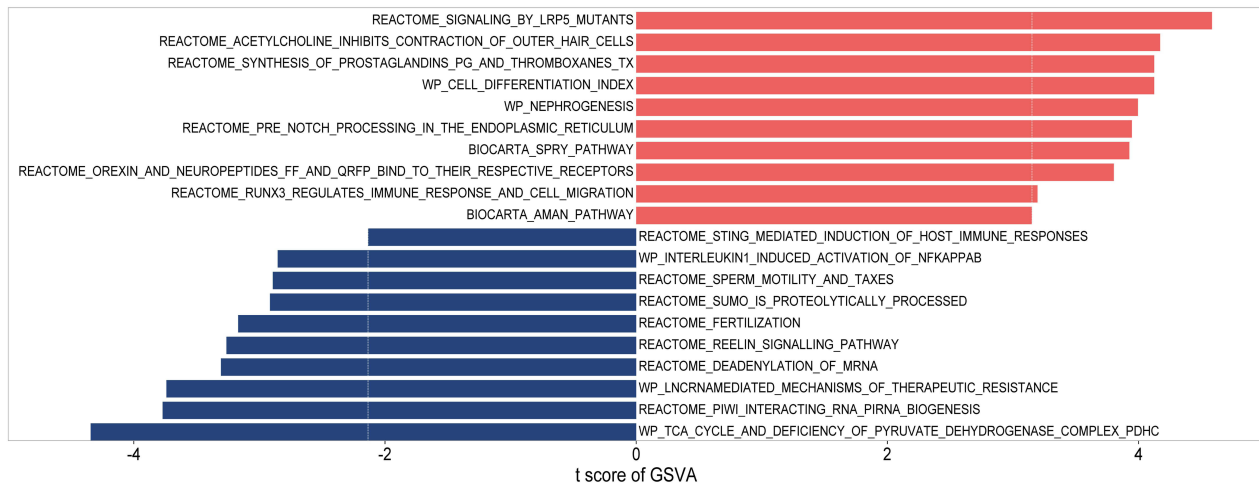 REACTOME_SIGNALING_BY_LRP5_MUTANTS
REACTOME_ACETYLCHOLINE_INHIBITS_CONTRACTION_OF_OUTER_HAIR_CELLS
REACTOME_SYNTHESIS_OF_PROSTAGLANDINS_PG_AND_THROMBOXANES_TX
WP_CELL_DIFFERENTIATION_INDEX
WP_NEPHROGENESIS
REACTOME_PRE_NOTCH_PROCESSING_IN_THE_ENDOPLASMIC_RETICULUM
BIOCARTA_SPRY_PATHWAY
REACTOME_OREXIN_AND_NEUROPEPTIDES_FF_AND_QRFP_BIND_TO_THEIR_RESPECTIVE_RECEPTORS
REACTOME_RUNX3_REGULATES_IMMUNE_RESPONSE_AND_CELL_MIGRATION
BIOCARTA_AMAN_PATHWAY
REACTOME_STING_MEDIATED_INDUCTION_OF_HOST_IMMUNE_RESPONSES
WP_INTERLEUKIN1_INDUCED_ACTIVATION_OF_NFKAPPAB
REACTOME_SPERM_MOTILITY_AND_TAXES
REACTOME_SUMO_IS_PROTEOLYTICALLY_PROCESSED
REACTOME_FERTILIZATION
REACTOME_REELIN_SIGNALLING_PATHWAY
REACTOME_DEADENYLATION_OF_MRNA
WP_LNCRNAMEDIATED_MECHANISMS_OF_THERAPEUTIC_RESISTANCE
REACTOME_PIWI_INTERACTING_RNA_PIRNA_BIOGENESIS
WP_TCA_CYCLE_AND_DEFICIENCY_OF_PYRUVATE_DEHYDROGENASE_COMPLEX_PDHC
-4 -2 0 2 4
t score of GSVA